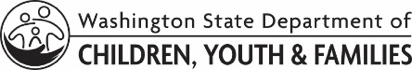 Washington State Department of
CHILDREN, YOUTH & FAMILIES